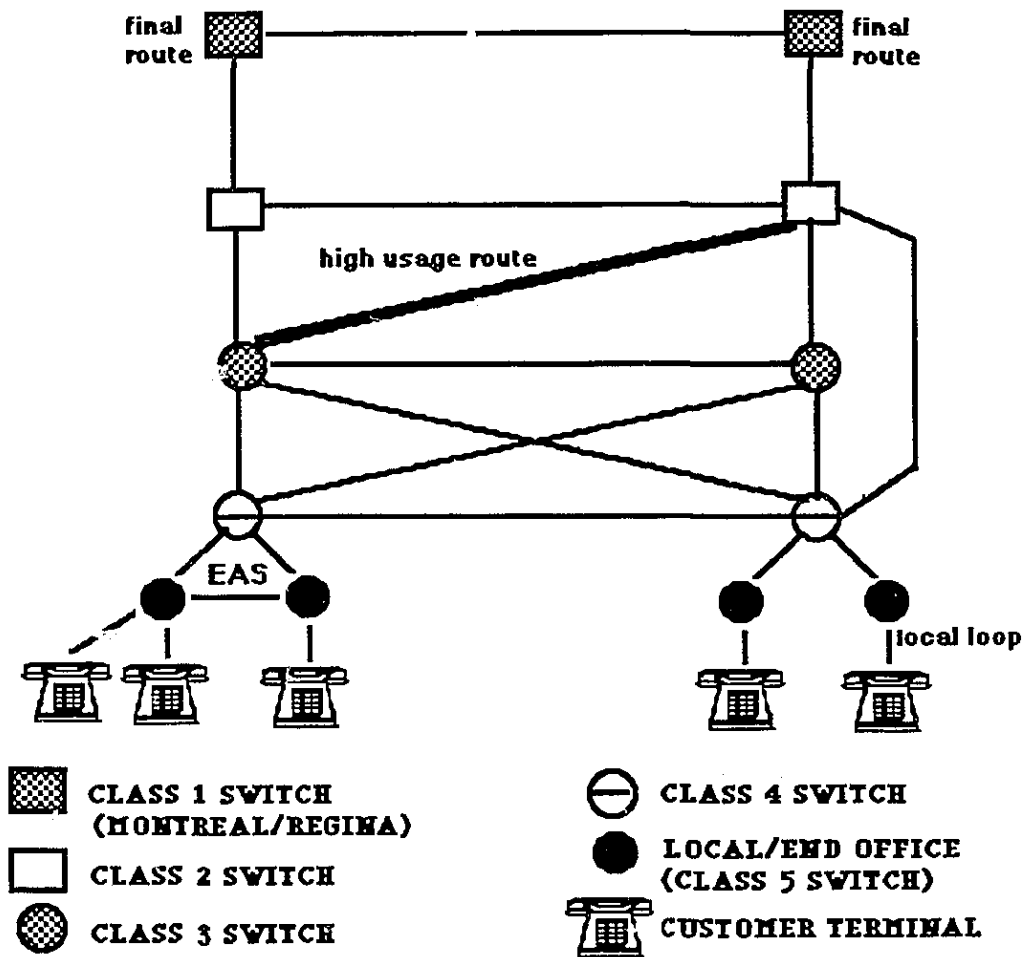 final
route
final
route
high usage route
EAS
local loop
CLASS 1 SWITCH
(MONTREAL/REGINA)
CLASS 2 SWITCH
CLASS 3 SWITCH
CLASS 4 SWITCH
LOCAL/END OFFICE
(CLASS 5 SWITCH)
CUSTOMER TERMINAL